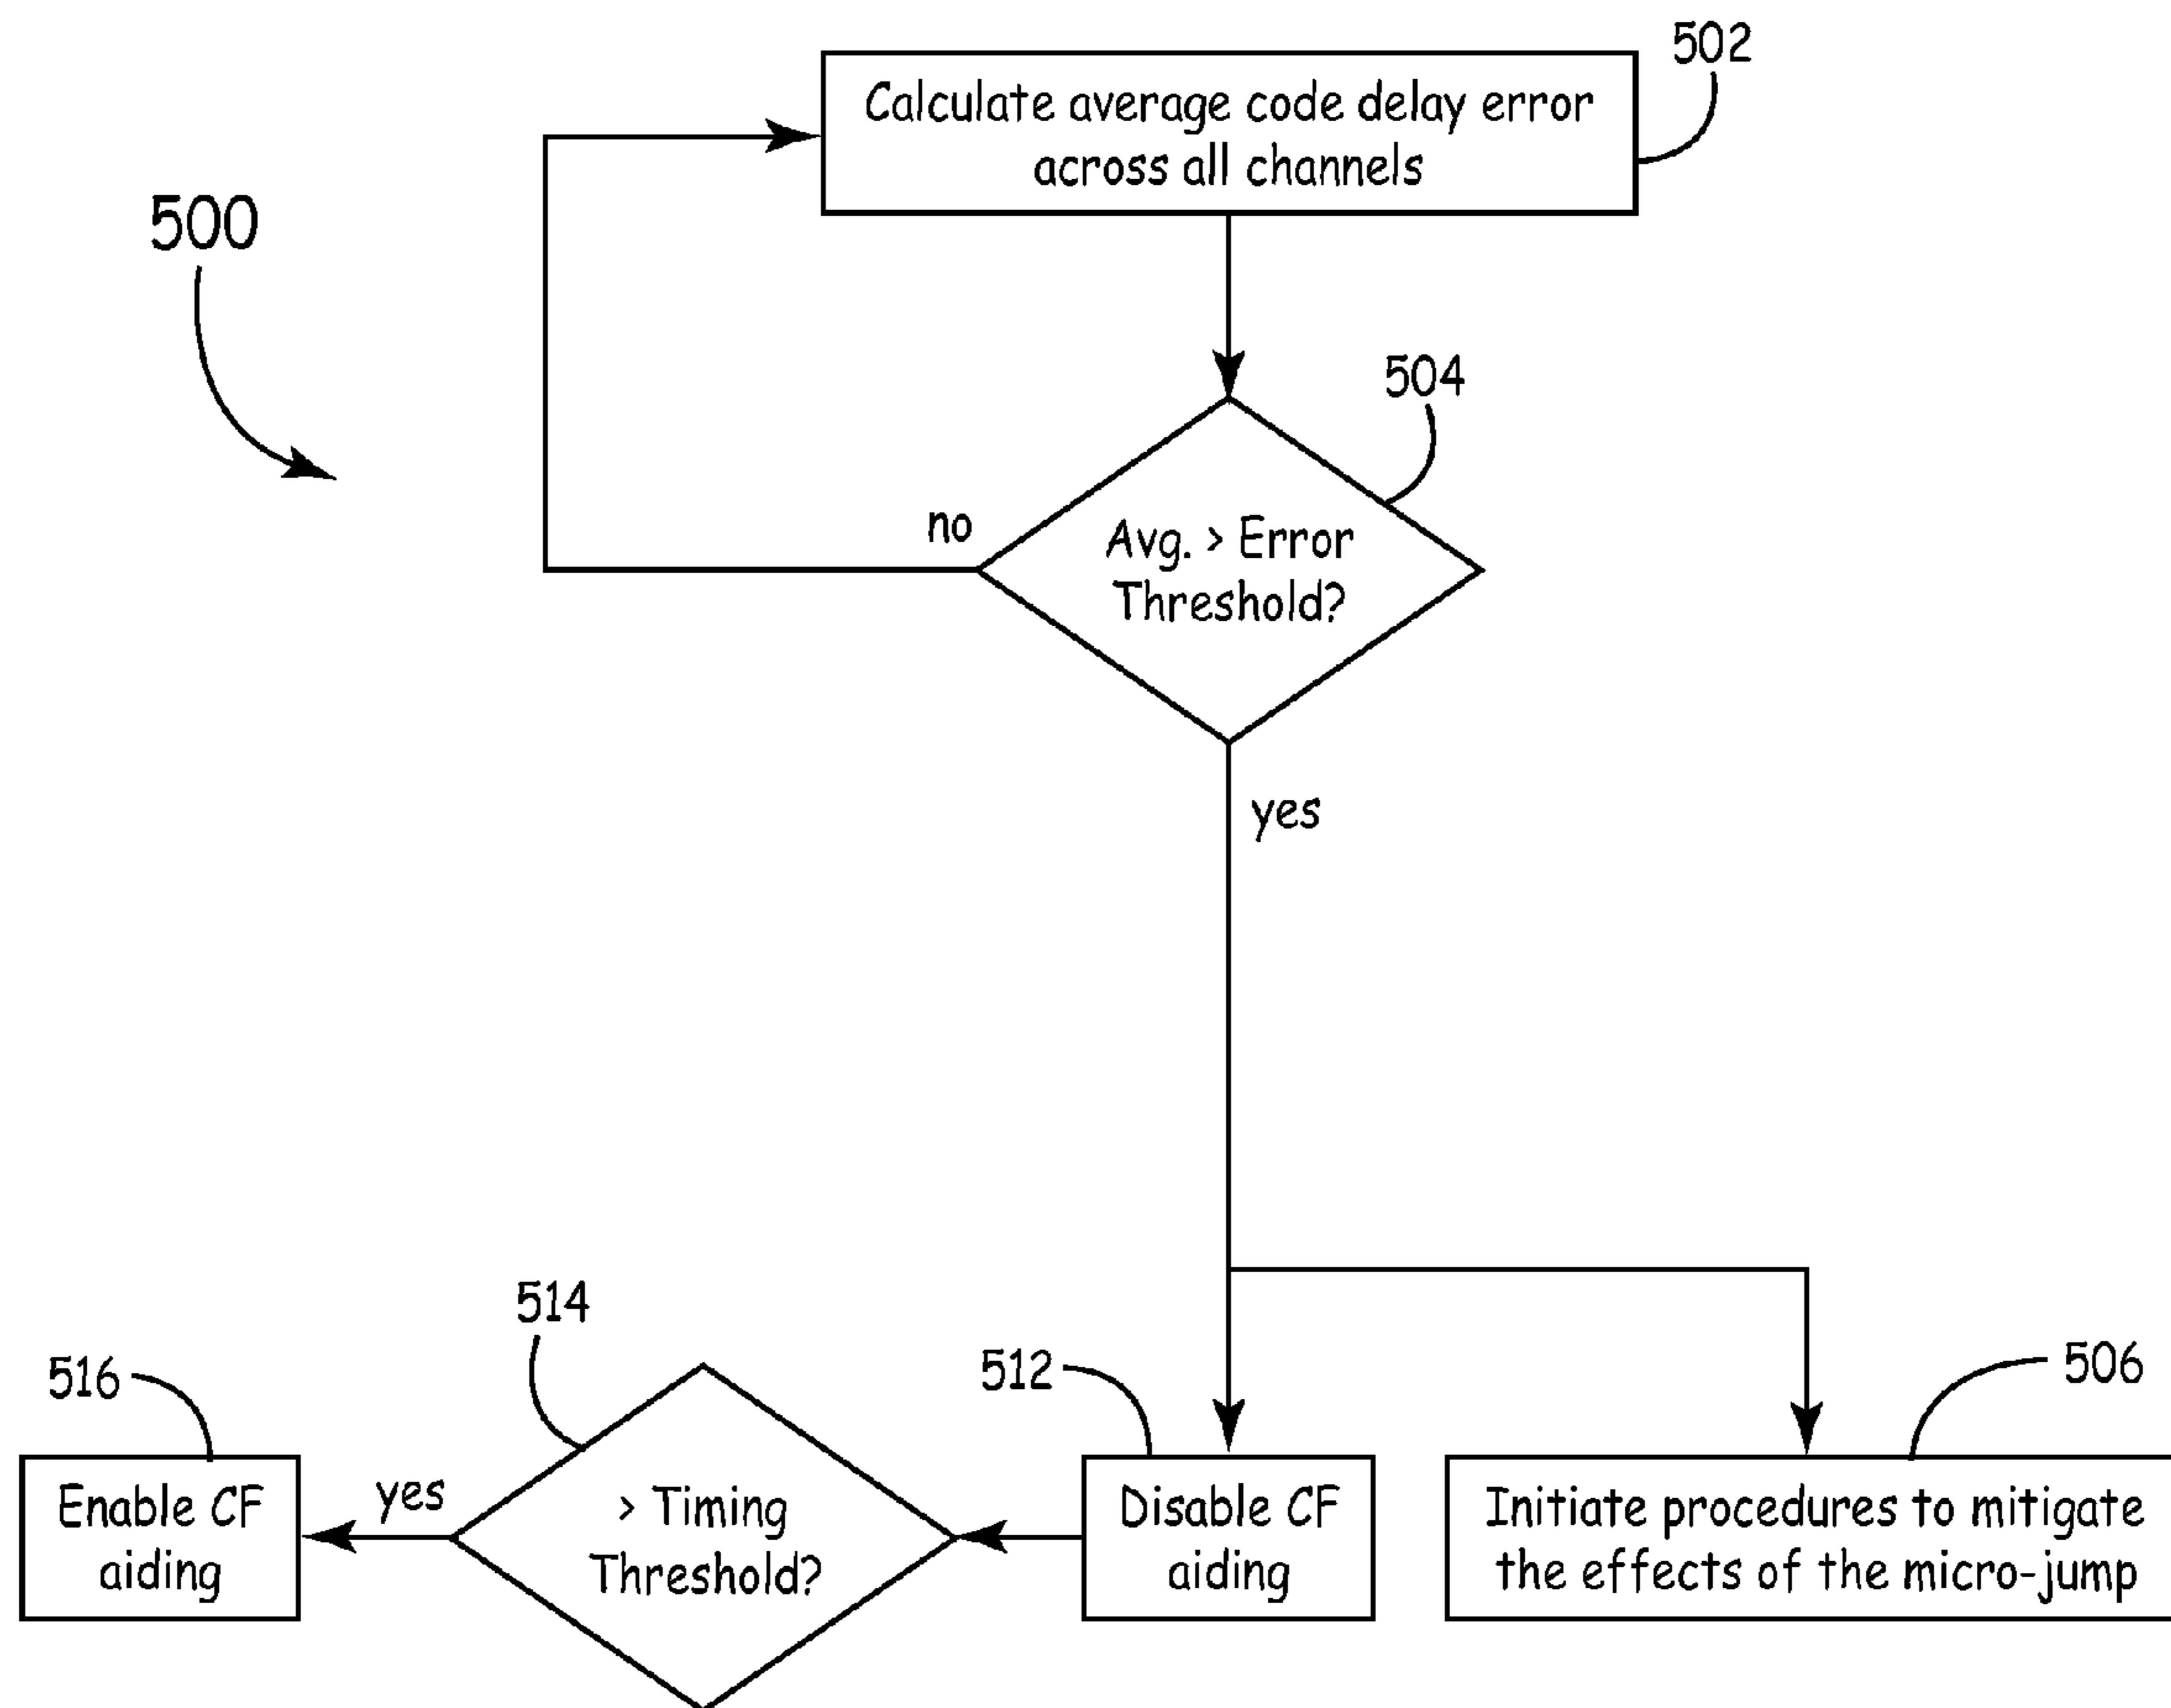 502
Calculate average code delay error
across all channels
500
504
no
Avg. > Error
Threshold?
yes
514
516
512
506
Enable CF
aiding
yes
> Timing
Threshold?
Disable CF
aiding
Initiate procedures to mitigate
the effects of the micro-jump